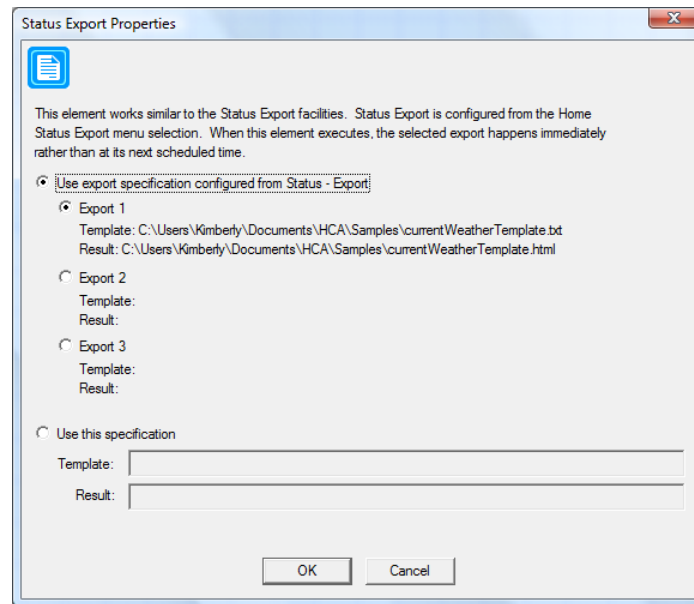 Status Export Properties
This element works similar to the Status Export facilities. Status Export is configured from the Home
Status Export menu selection. When this element executes, the selected export happens immediately
rather than at its next scheduled time.
Use export specification configured from Status - Export
Export 1
Template: C:\Users\Kimberly\Documents\HCA\Samples\currentWeatherTemplate.txt
Result: C:\Users\Kimberly\Documents\HCA\Samples\currentWeatherTemplate.html
Export 2
Template:
Result:
Export 3
Template:
Result:
Use this specification
Template:
Result:
OK Cancel